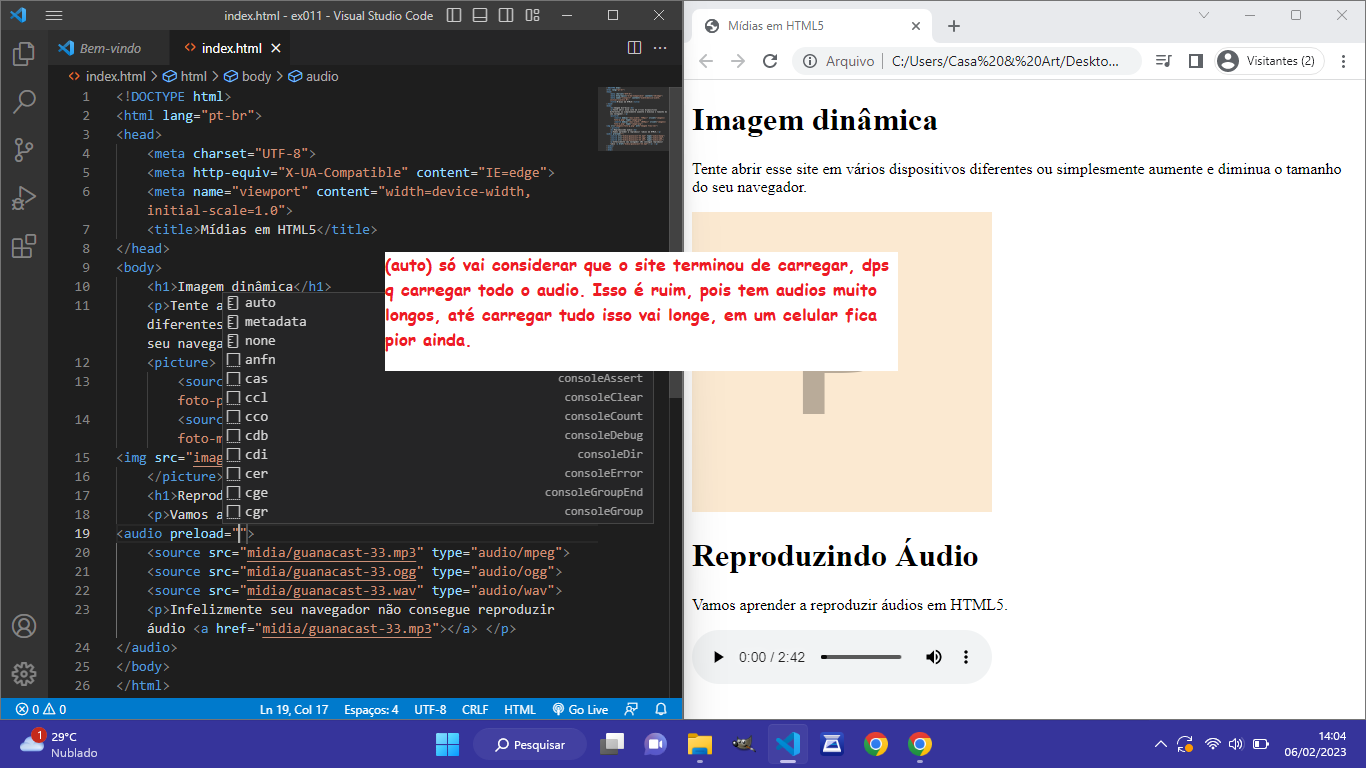 index.html - ex011 - Visual Studio Code
Bem-vindo
index.html
index.html > html > body > audio
1 <!DOCTYPE html>
2 <html lang="pt-br">
3 <head>
4 <meta charset="UTF-8">
5 <meta http-equiv="X-UA-Compatible" content="IE=edge">
6 <meta name="viewport" content="width=device-width,
initial-scale=1.0">
7 <title>Mídias em HTML5</title>
8 </head>
9 <body>
10 <h1>Imagem dinâmica</h1>
11 <p>Tente a
diferentes
seu navega
12 <picture>
13 <sourc
foto-p
14 <sourc
foto-m
15 <img src="imag
16 </picture>
17 <h1>Reprod
18 <p>Vamos a
19 <audio preload="">
20 <source src="midia/guanacast-33.mp3" type="audio/mpeg">
21 <source src="midia/guanacast-33.ogg" type="audio/ogg">
22 <source src="midia/guanacast-33.wav" type="audio/wav">
23 <p>Infelizmente seu navegador não consegue reproduzir
áudio <a href="midia/guanacast-33.mp3"></a> </p>
24 </audio>
25 </body>
26 </html>
auto
metadata
none
anfn
cas consoleAssert
ccl consoleClear
cco consoleCount
cdb consoleDebug
cdi consoleDir
cer consoleError
cge consoleGroupEnd
cgr consoleGroup
(auto) só vai considerar que o site terminou de carregar, dps
q carregar todo o audio. Isso é ruim, pois tem audios muito
longos, até carregar tudo isso vai longe, em um celular fica
pior ainda.
0 0 Ln 19, Col 17 Espaços: 4 UTF-8 CRLF HTML Go Live
Mídias em HTML5
Arquivo | C:/Users/Casa%20&%20Art/Deskto...
Visitantes (2)
Imagem dinâmica
Tente abrir esse site em vários dispositivos diferentes ou simplesmente aumente e diminua o tamanho
do seu navegador.
Reproduzindo Áudio
Vamos aprender a reproduzir áudios em HTML5.
0:00 / 2:42
1
29°C
Nublado
Pesquisar
14:04
06/02/2023